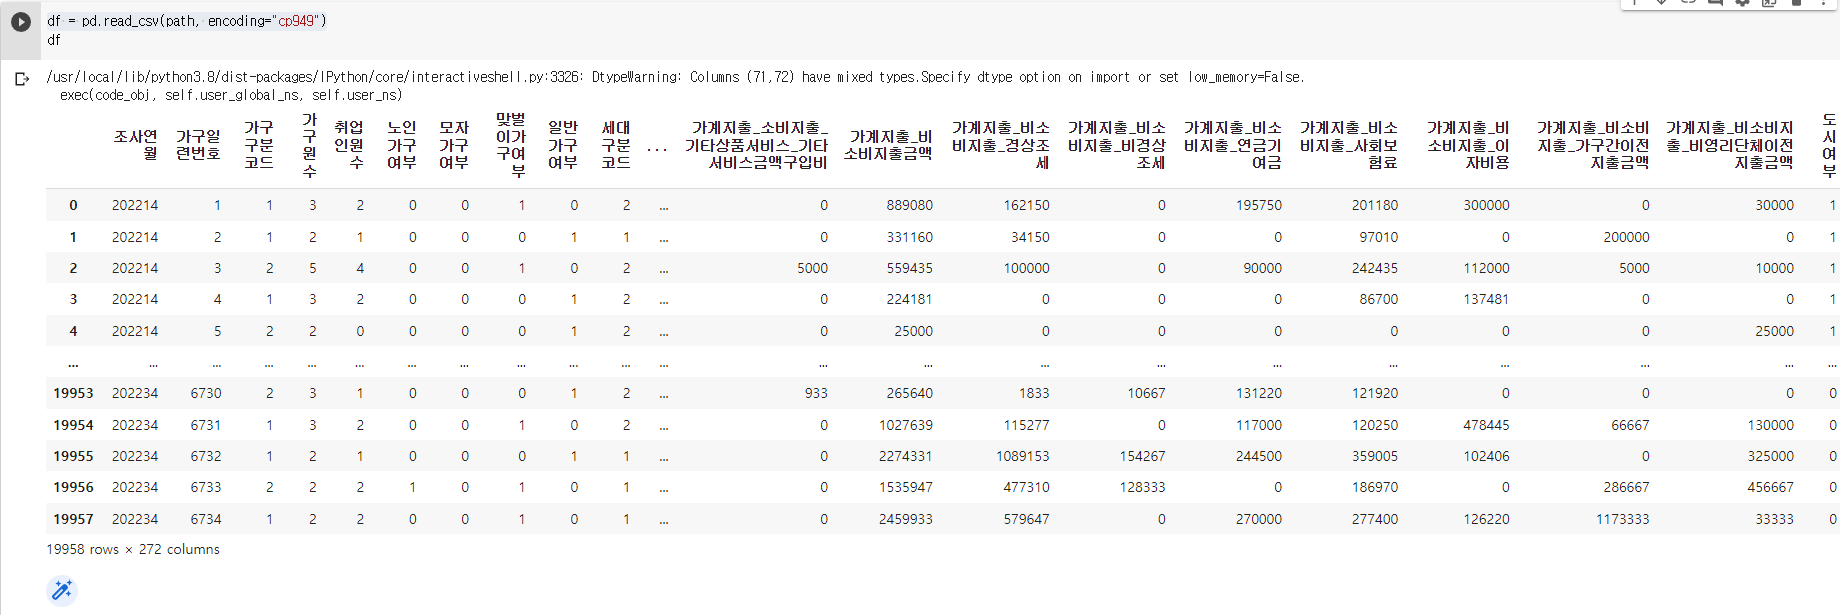 df = pd.read_csv(path, encoding="cp949")
df
/usr/local/lib/python3.8/dist-packages/IPython/core/interactiveshell.py:3326: DtypeWarning: Columns (71,72) have mixed types.Specify dtype option on import or set low_memory=False.
exec(code_obj, self.user_global_ns, self.user_ns)
조사연월 가구일련번호 가구구분코드 가구원수 취업인원수 노인가구여부 모자가구여부 맞벌이가구여부 일반가구여부 세대구분코드 ... 가계지출_소비지출_기타상품서비스_기타서비스금액구입비 가계지출_비소비지출금액 가계지출_비소비지출_경상조세 가계지출_비소비지출_비경상조세 가계지출_비소비지출_연금기여금 가계지출_비소비지출_사회보험료 가계지출_비소비지출_이자비용 가계지출_비소비지출_가구간이전지출금액 가계지출_비소비지출_비영리단체이전지출금액 도시여부
0 202214 1 1 3 2 0 0 1 0 2 ... 0 889080 162150 0 195750 201180 300000 0 30000 1
1 202214 2 1 2 1 0 0 0 1 1 ... 0 331160 34150 0 0 97010 0 200000 0 1
2 202214 3 2 5 4 0 0 1 0 2 ... 5000 559435 100000 0 90000 242435 112000 5000 10000 1
3 202214 4 1 3 2 0 0 0 1 2 ... 0 224181 0 0 0 86700 137481 0 0 1
4 202214 5 2 2 0 0 0 0 1 2 ... 0 25000 0 0 0 0 0 0 25000 1
... ... ... ... ... ... ... ... ... ... ... ... ... ... ... ... ... ... ... ... ... ...
19953 202234 6730 2 3 1 0 0 0 1 2 ... 933 265640 1833 10667 131220 121920 0 0 0 0
19954 202234 6731 1 3 2 0 0 1 0 2 ... 0 1027639 115277 0 117000 120250 478445 66667 130000 0
19955 202234 6732 1 2 1 0 0 0 1 1 ... 0 2274331 1089153 154267 244500 359005 102406 0 325000 0
19956 202234 6733 2 2 2 1 0 1 0 1 ... 0 1535947 477310 128333 0 186970 0 286667 456667 0
19957 202234 6734 1 2 2 0 0 1 0 1 ... 0 2459933 579647 0 270000 277400 126220 1173333 33333 0
19958 rows × 272 columns